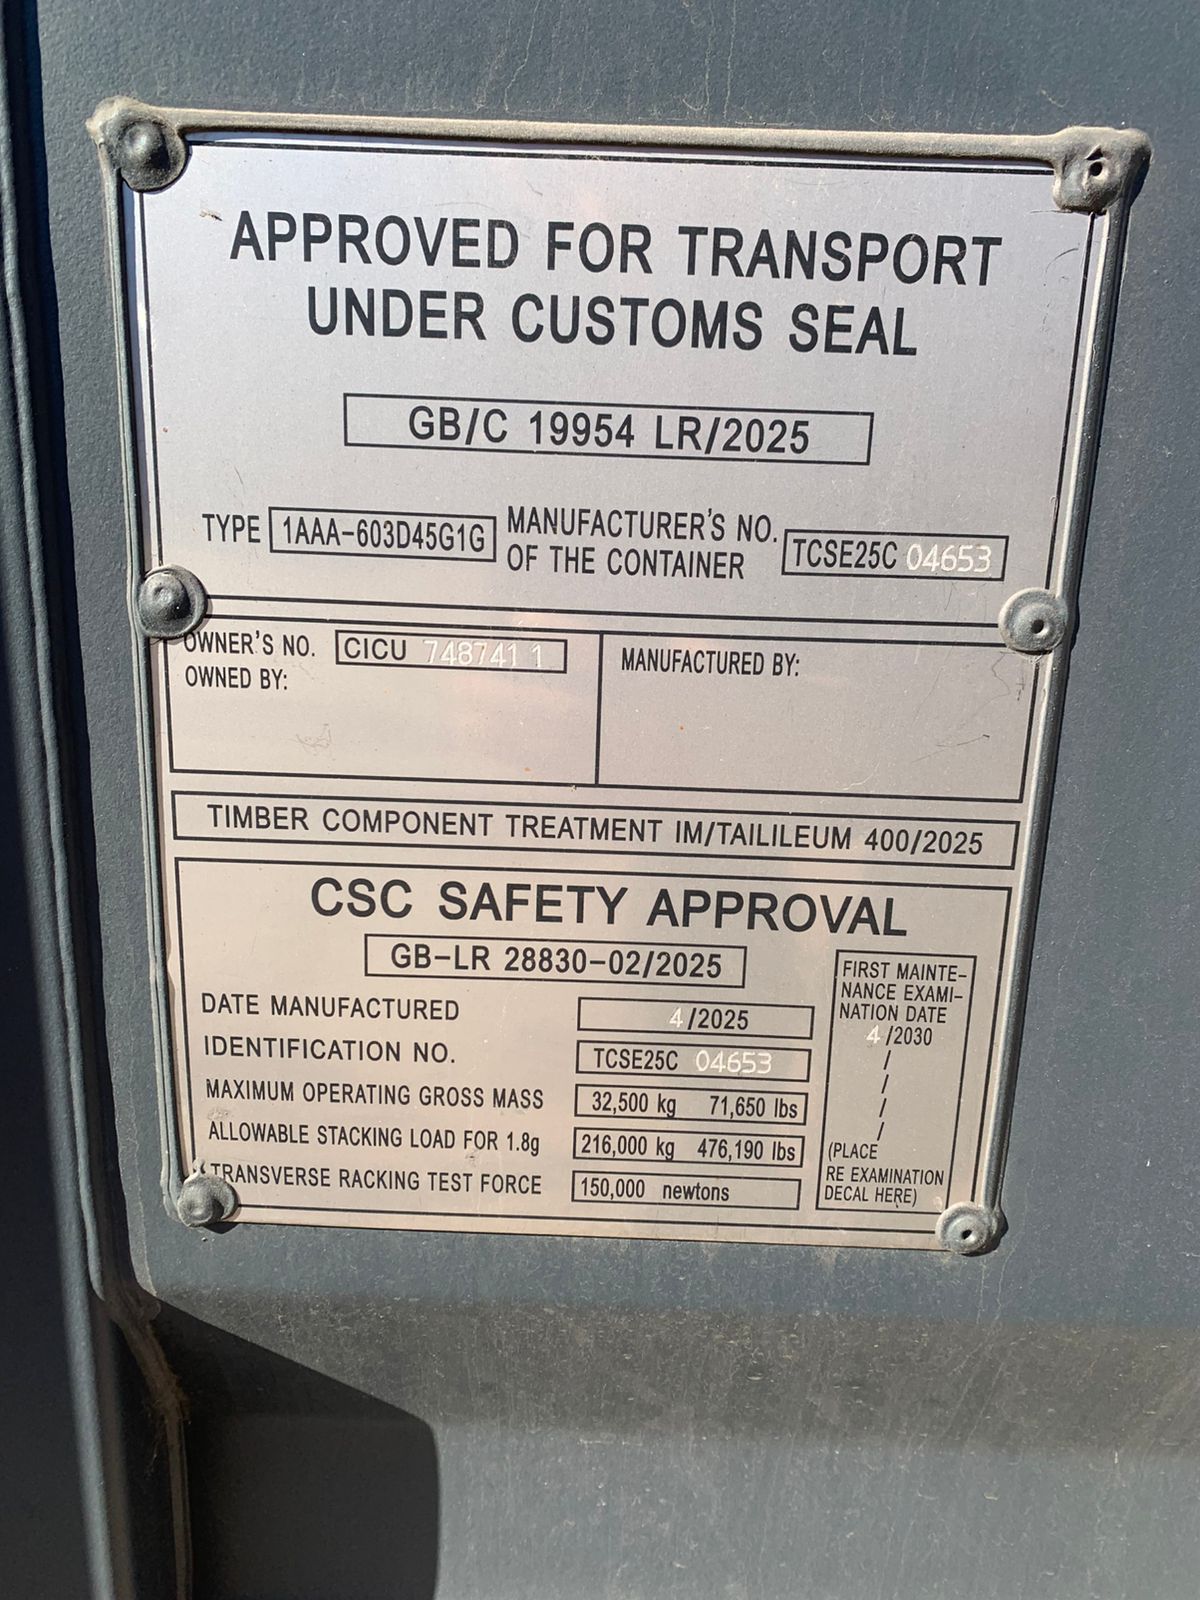 APPROVED FOR TRANSPORT
UNDER CUSTOMS SEAL
GB/C 19954 LR/2025
TYPE 1AAA-603D45G1G MANUFACTURER'S NO. OF THE CONTAINER TCSE25C 04653
OWNER'S NO. CICU 748741 1
OWNED BY:
MANUFACTURED BY:
TIMBER COMPONENT TREATMENT IM/TAILILEUM 400/2025
CSC SAFETY APPROVAL
GB-LR 28830-02/2025
DATE MANUFACTURED 4/2025
IDENTIFICATION NO. TCSE25C 04653
MAXIMUM OPERATING GROSS MASS 32,500 kg 71,650 lbs
ALLOWABLE STACKING LOAD FOR 1.8g 216,000 kg 476,190 lbs
TRANSVERSE RACKING TEST FORCE 150,000 newtons
FIRST MAINTE-
NANCE EXAMI-
NATION DATE
4/2030
/
/
/
/
(PLACE
RE EXAMINATION
DECAL HERE)